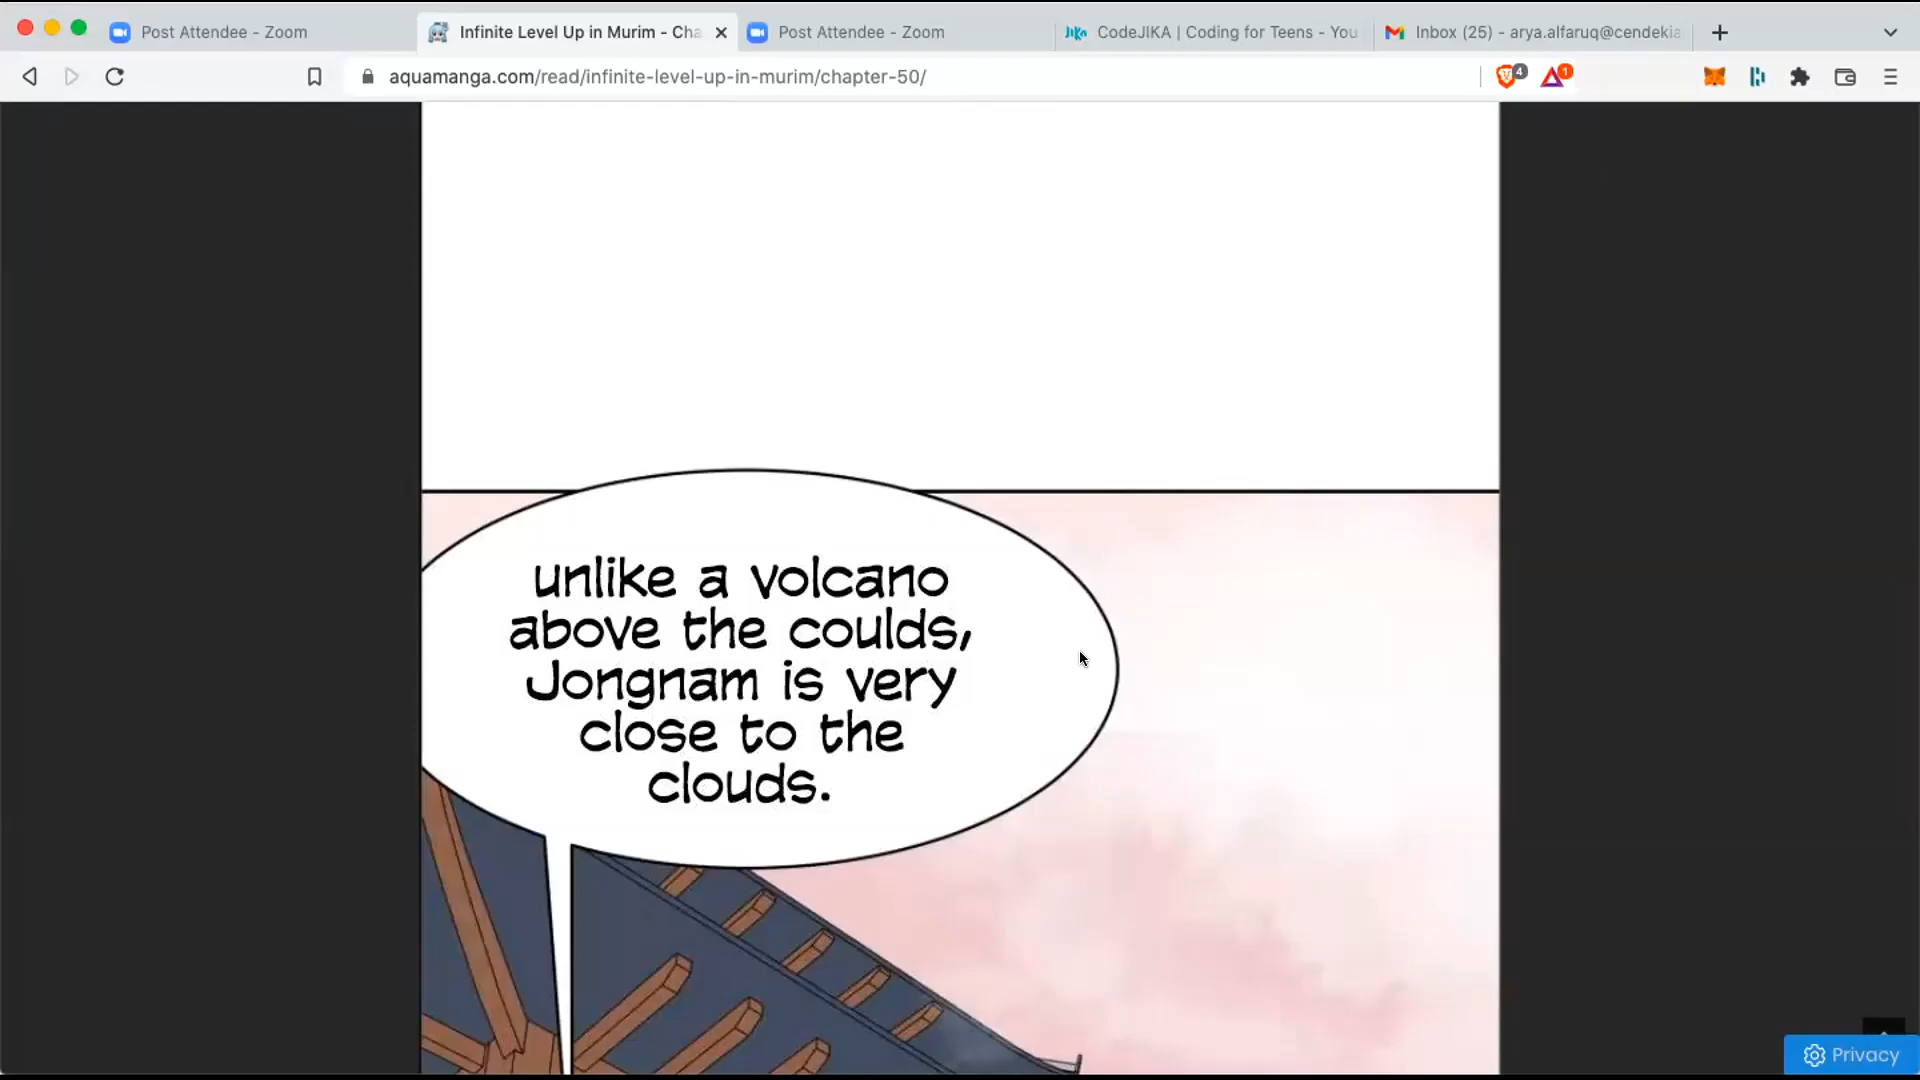 Post Attendee - Zoom
Infinite Level Up in Murim - Cha
Post Attendee - Zoom
CodeJIKA | Coding for Teens - You
Inbox (25) - arya.alfaruq@cendekia
aquamanga.com/read/infinite-level-up-in-murim/chapter-50/
4
1
unlike a volcano
above the coulds,
Jongnam is very
close to the
clouds.
Privacy